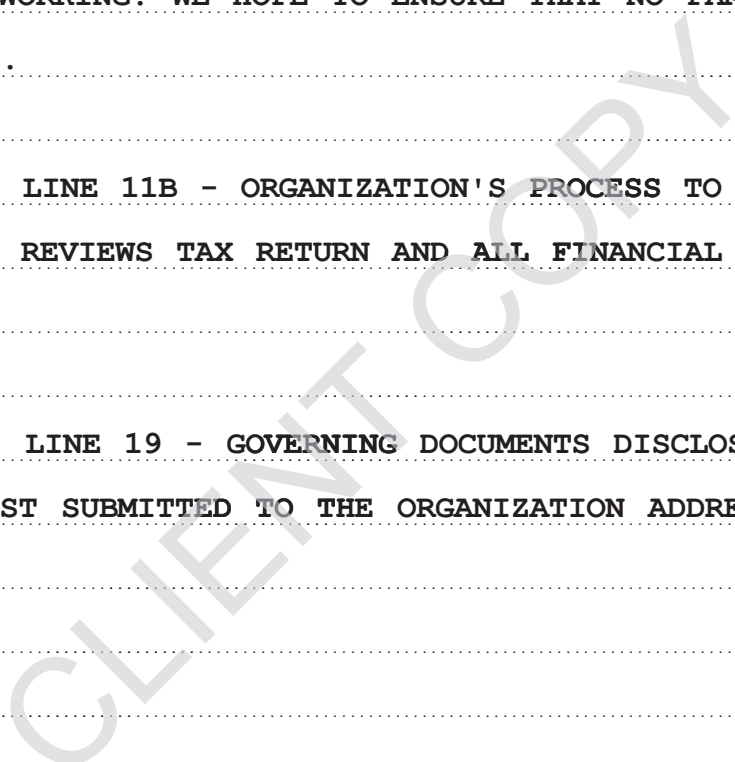 WORKING. WE HOPE TO ENSURE THAT NO
.
LINE 11B - ORGANIZATION'S PROCESS TO
REVIEWS TAX RETURN AND ALL FINANCIAL
LINE 19 - GOVERNING DOCUMENTS DISCLOS
ST SUBMITTED TO THE ORGANIZATION ADDRE
CLIENT COPY